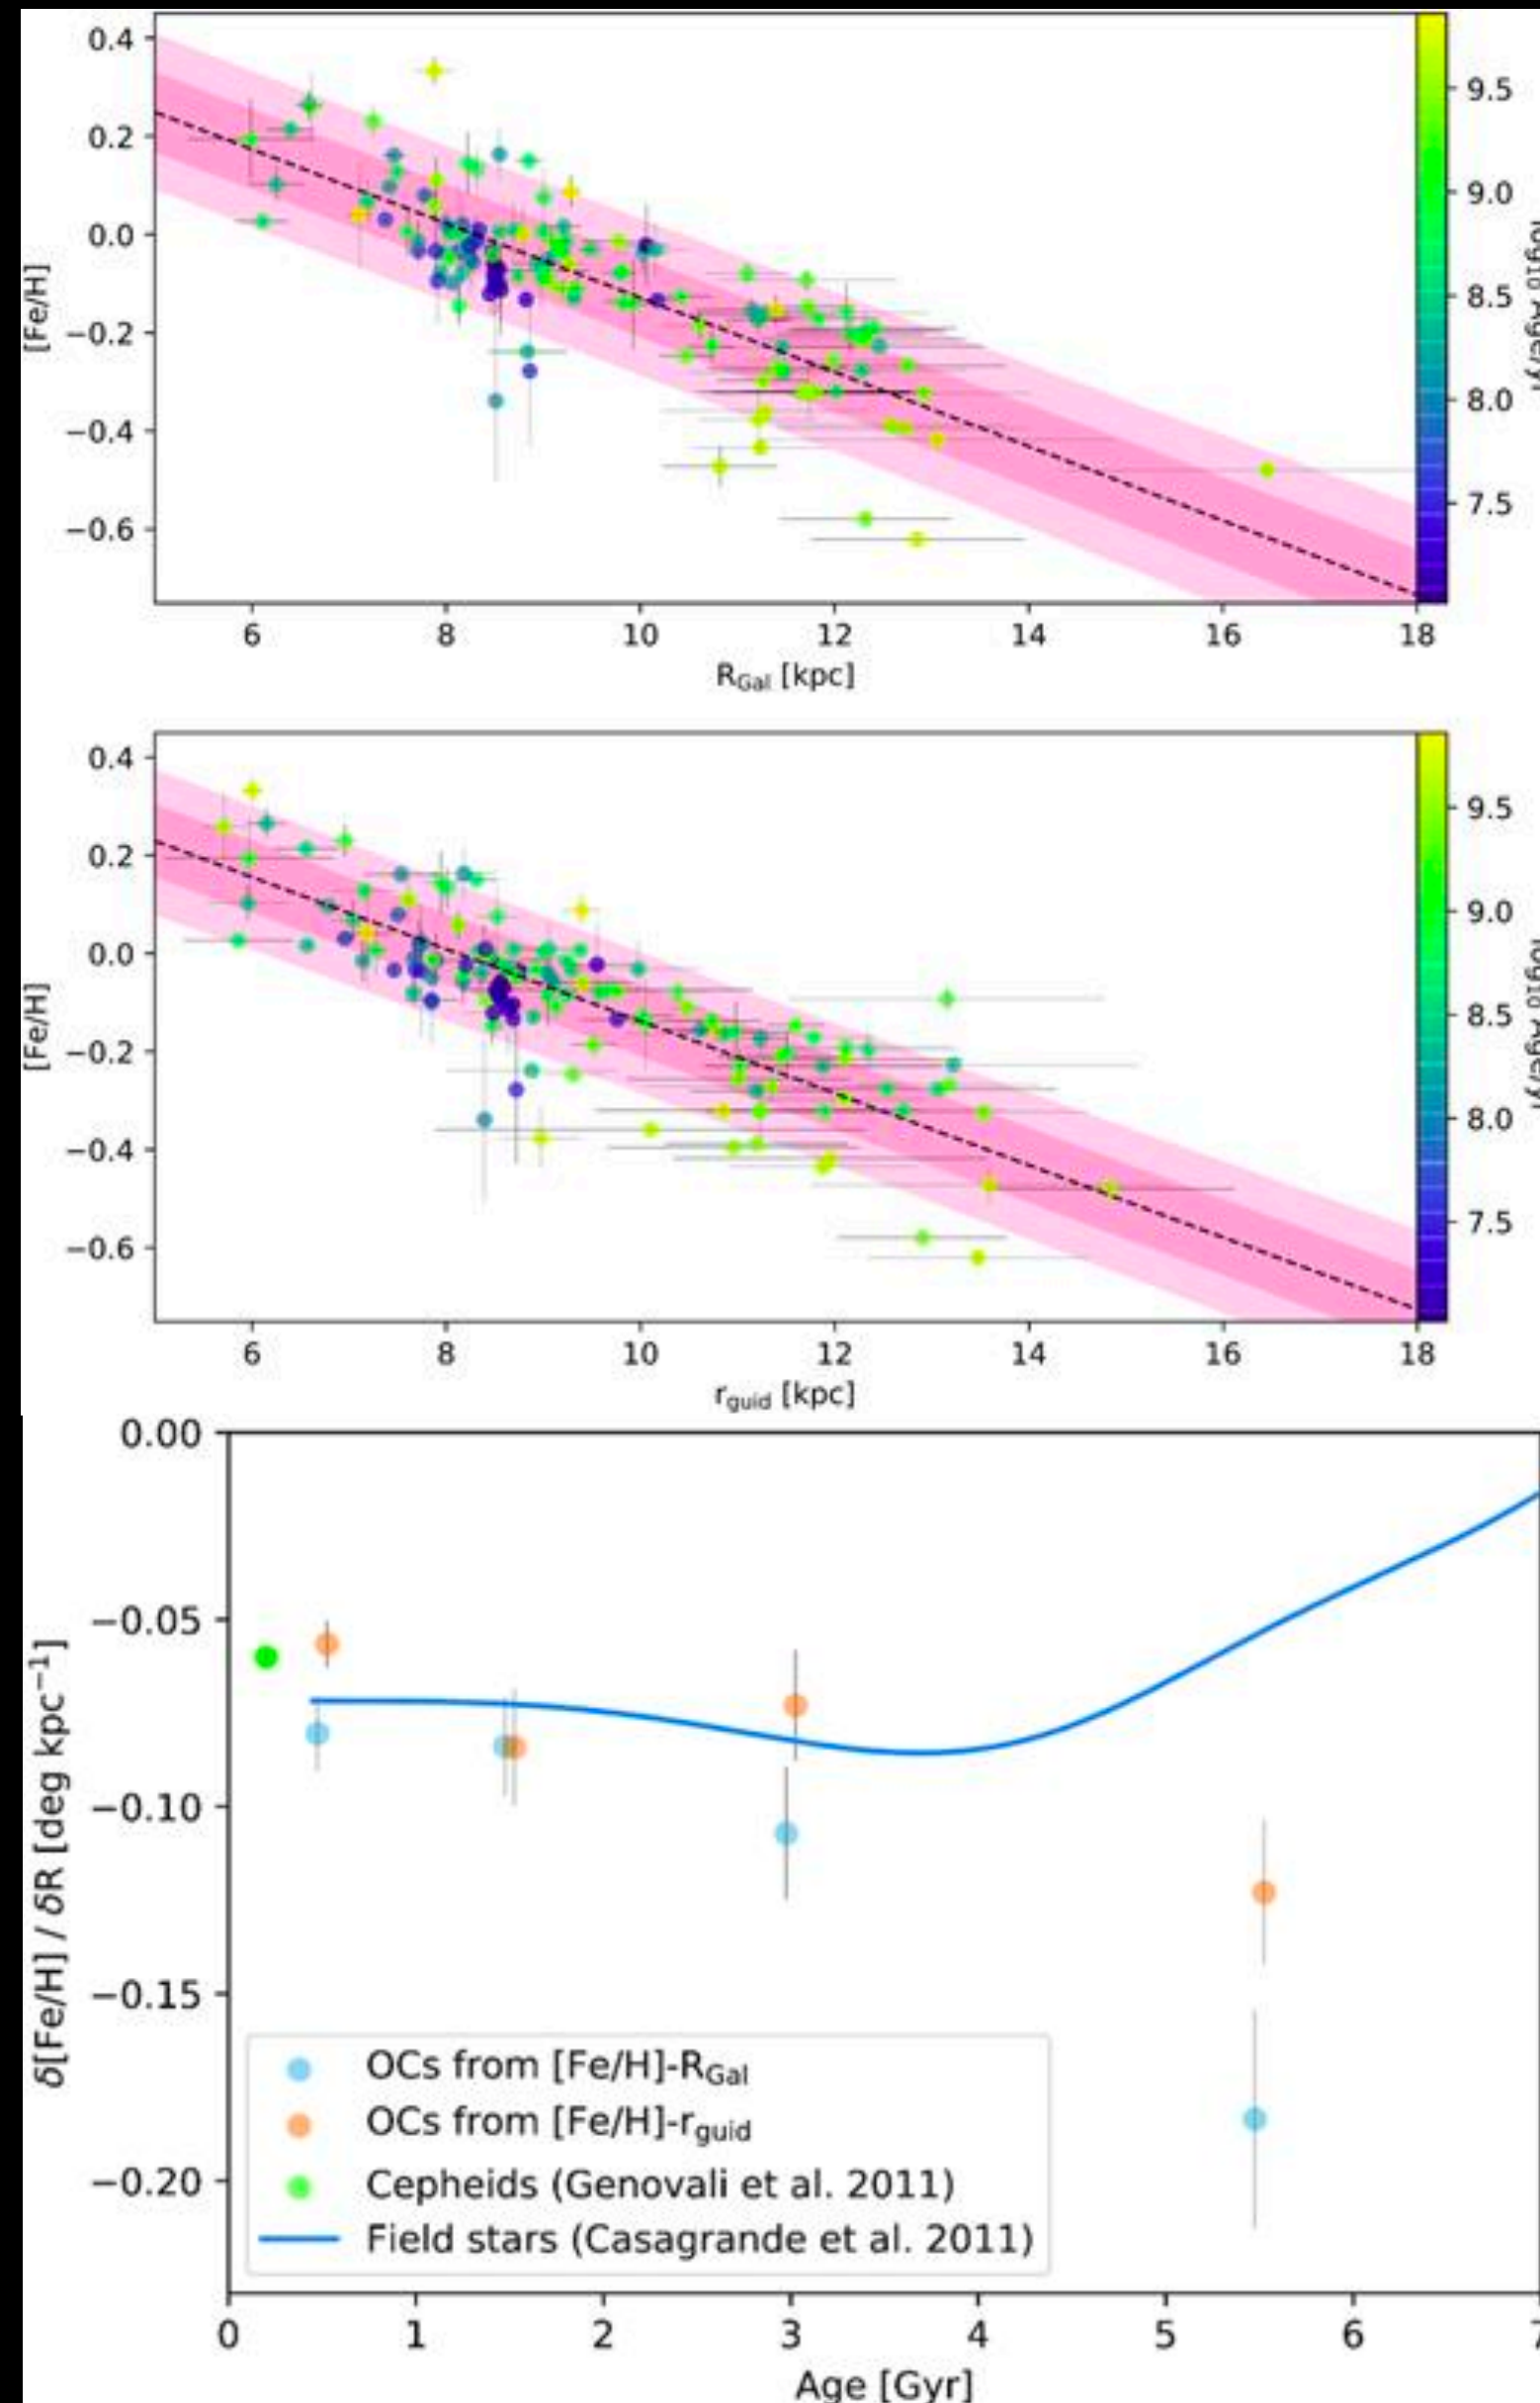 0.4
0.2
0.0
−0.2
−0.4
−0.6
[Fe/H]
6 8 10 12 14 16 18
R_Gal [kpc]
9.5
9.0
8.5
8.0
7.5
0.4
0.2
0.0
−0.2
−0.4
−0.6
[Fe/H]
6 8 10 12 14 16 18
r_guid [kpc]
9.5
9.0
8.5
8.0
7.5
0.00
−0.05
−0.10
−0.15
−0.20
δ[Fe/H] / δR [deg kpc⁻¹]
OCs from [Fe/H]-R_Gal
OCs from [Fe/H]-r_guid
Cepheids (Genovali et al. 2011)
Field stars (Casagrande et al. 2011)
0 1 2 3 4 5 6 7
Age [Gyr]